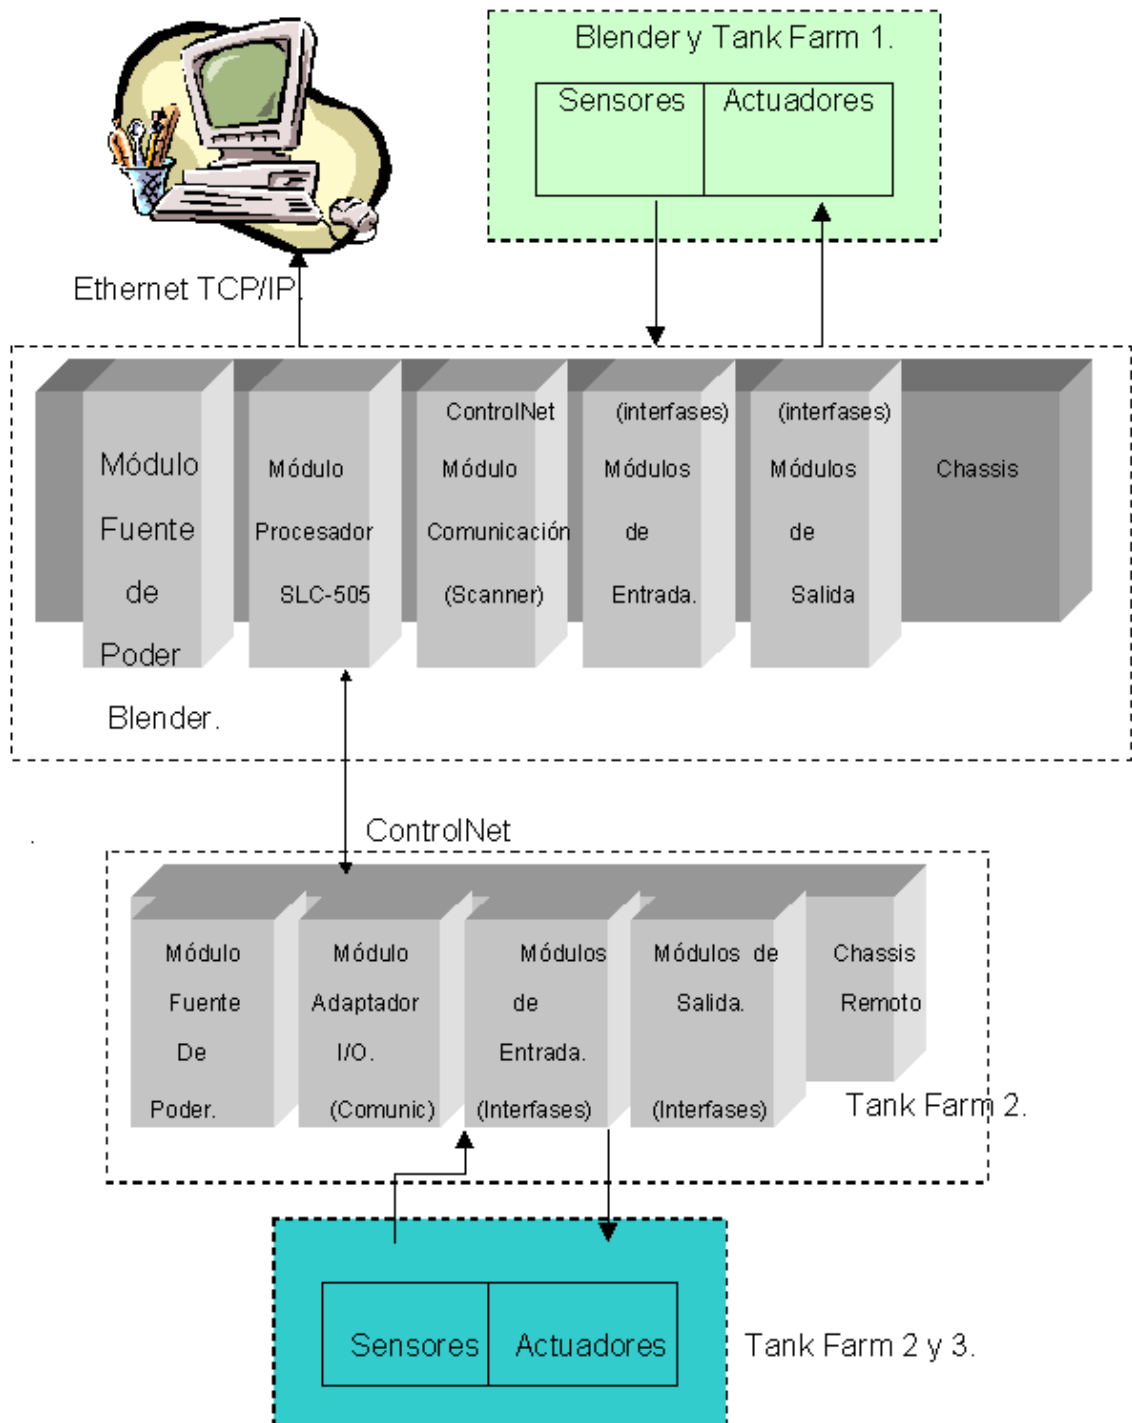 Blender y Tank Farm 1.
Sensores Actuadores
Ethernet TCP/IP.
Módulo
Fuente
de
Poder
Módulo
Procesador
SLC-505
ControlNet
Módulo
Comunicación
(Scanner)
(interfases)
Módulos
de
Entrada.
(interfases)
Módulos
de
Salida
Chassis
Blender.
ControlNet
Módulo
Fuente
De
Poder.
Módulo
Adaptador
I/O.
(Comunic)
Módulos
de
Entrada.
(Interfases)
Módulos de
Salida.
(Interfases)
Chassis
Remoto
Tank Farm 2.
Sensores Actuadores
Tank Farm 2 y 3.